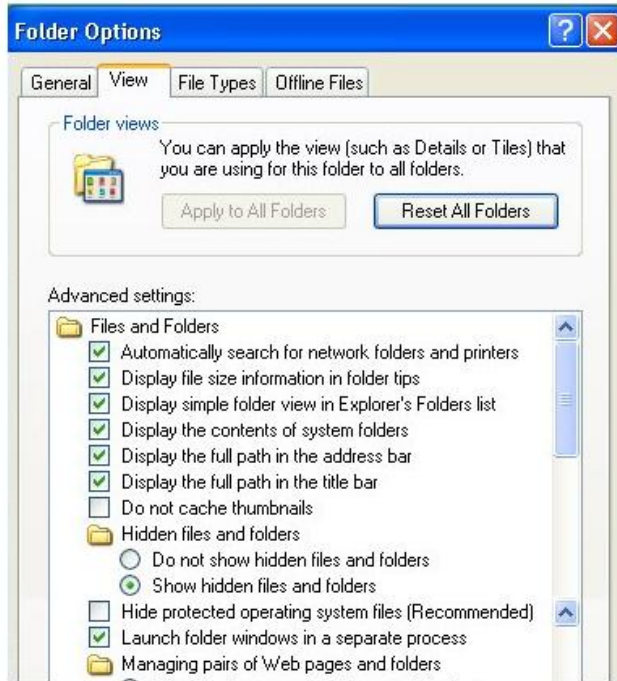 Folder Options
General View File Types Offline Files
Folder views
You can apply the view (such as Details or Tiles) that
you are using for this folder to all folders.
Apply to All Folders Reset All Folders
Advanced settings:
Files and Folders
Automatically search for network folders and printers
Display file size information in folder tips
Display simple folder view in Explorer's Folders list
Display the contents of system folders
Display the full path in the address bar
Display the full path in the title bar
Do not cache thumbnails
Hidden files and folders
Do not show hidden files and folders
Show hidden files and folders
Hide protected operating system files (Recommended)
Launch folder windows in a separate process
Managing pairs of Web pages and folders